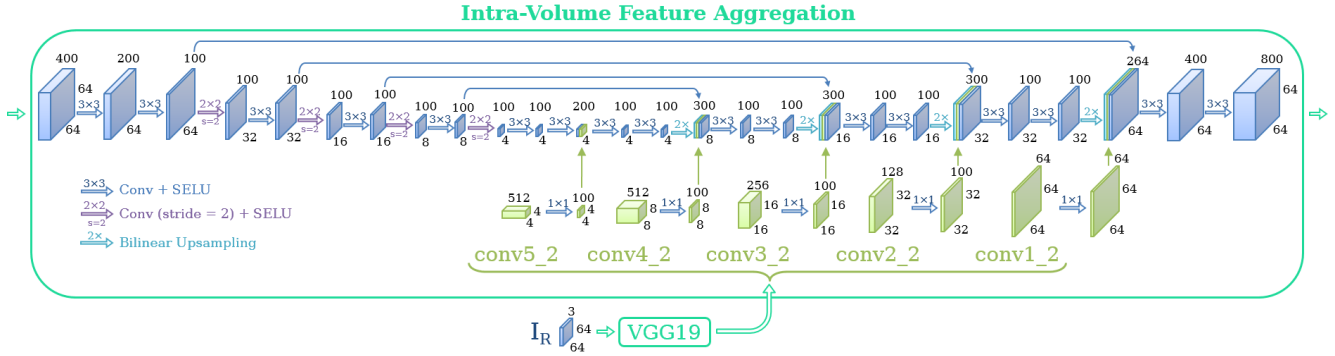 Intra-Volume Feature Aggregation
400 200 100 100 100 100 100 100 100 100 100 200 100 100 300 100 100 300 100 100 300 100 100 264 400 800
64 3×3 3×3 2×2 s=2 3×3 2×2 s=2 3×3 2×2 s=2 3×3 2×2 s=2 3×3 3×3 3×3 3×3 2× 3×3 3×3 2× 3×3 3×3 2× 3×3 3×3 2× 3×3 3×3 64
64 64 64 32 32 16 16 8 8 4 4 4 4 4 8 8 8 16 16 16 32 32 32 64 64 64
3×3 Conv + SELU
2×2 s=2 Conv (stride = 2) + SELU
2× Bilinear Upsampling
512 4 4 1×1 100 4 4
512 8 8 1×1 100 8 8
256 16 16 1×1 100 16 16
128 32 32 1×1 100 32 32
64 64 64 1×1 64 64 64
conv5_2 conv4_2 conv3_2 conv2_2 conv1_2
I_R 3 64 64 VGG19